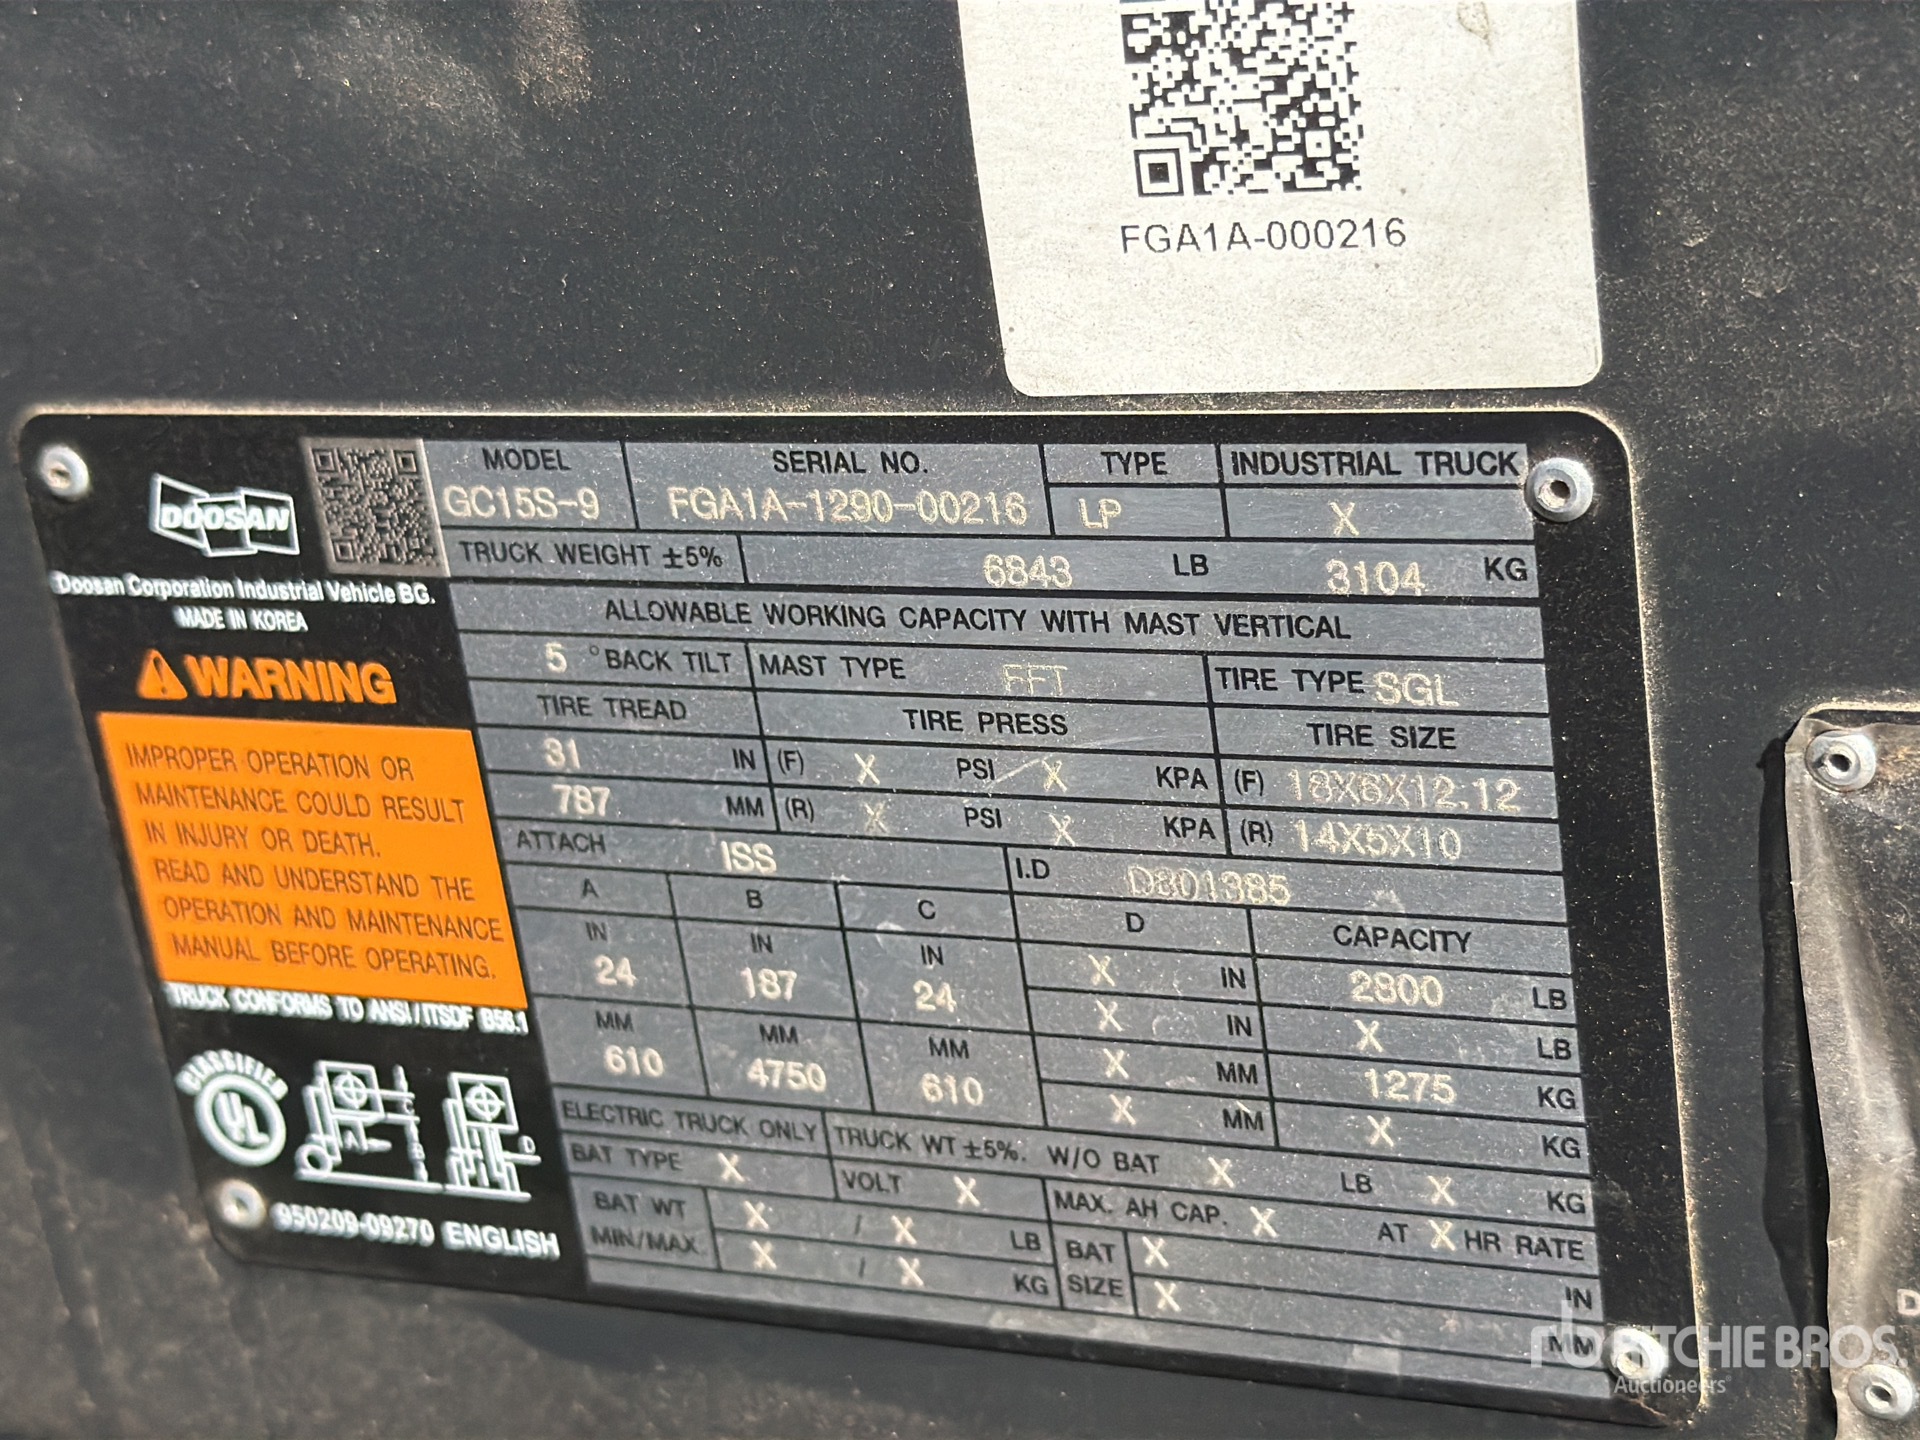 FGA1A-000216
DOOSAN
Doosan Corporation Industrial Vehicle BG.
MADE IN KOREA
WARNING
IMPROPER OPERATION OR
MAINTENANCE COULD RESULT
IN INJURY OR DEATH.
READ AND UNDERSTAND THE
OPERATION AND MAINTENANCE
MANUAL BEFORE OPERATING.
TRUCK CONFORMS TO ANSI/ITSDF B56.1
CLASSIFIED
UL
A C B D
950209-09270 ENGLISH
MODEL SERIAL NO. TYPE INDUSTRIAL TRUCK
GC15S-9 FGA1A-1290-00216 LP X
TRUCK WEIGHT ±5% 6843 LB 3104 KG
ALLOWABLE WORKING CAPACITY WITH MAST VERTICAL
5 °BACK TILT MAST TYPE FFT TIRE TYPE SGL
TIRE TREAD TIRE PRESS TIRE SIZE
31 IN (F) X PSI X KPA (F) 18X6X12.12
787 MM (R) X PSI X KPA (R) 14X5X10
ATTACH ISS I.D D801385
A B C D CAPACITY
IN IN IN X IN 2800 LB
24 187 24 X IN X LB
MM MM MM X MM 1275 KG
610 4750 610 X MM X KG
ELECTRIC TRUCK ONLY TRUCK WT ±5%. W/O BAT X LB X KG
BAT TYPE X VOLT X MAX. AH CAP. X AT X HR RATE
BAT WT X / X LB BAT X IN
MIN/MAX X / X KG SIZE X MM
rb RITCHIE BROS.
Auctioneers
D